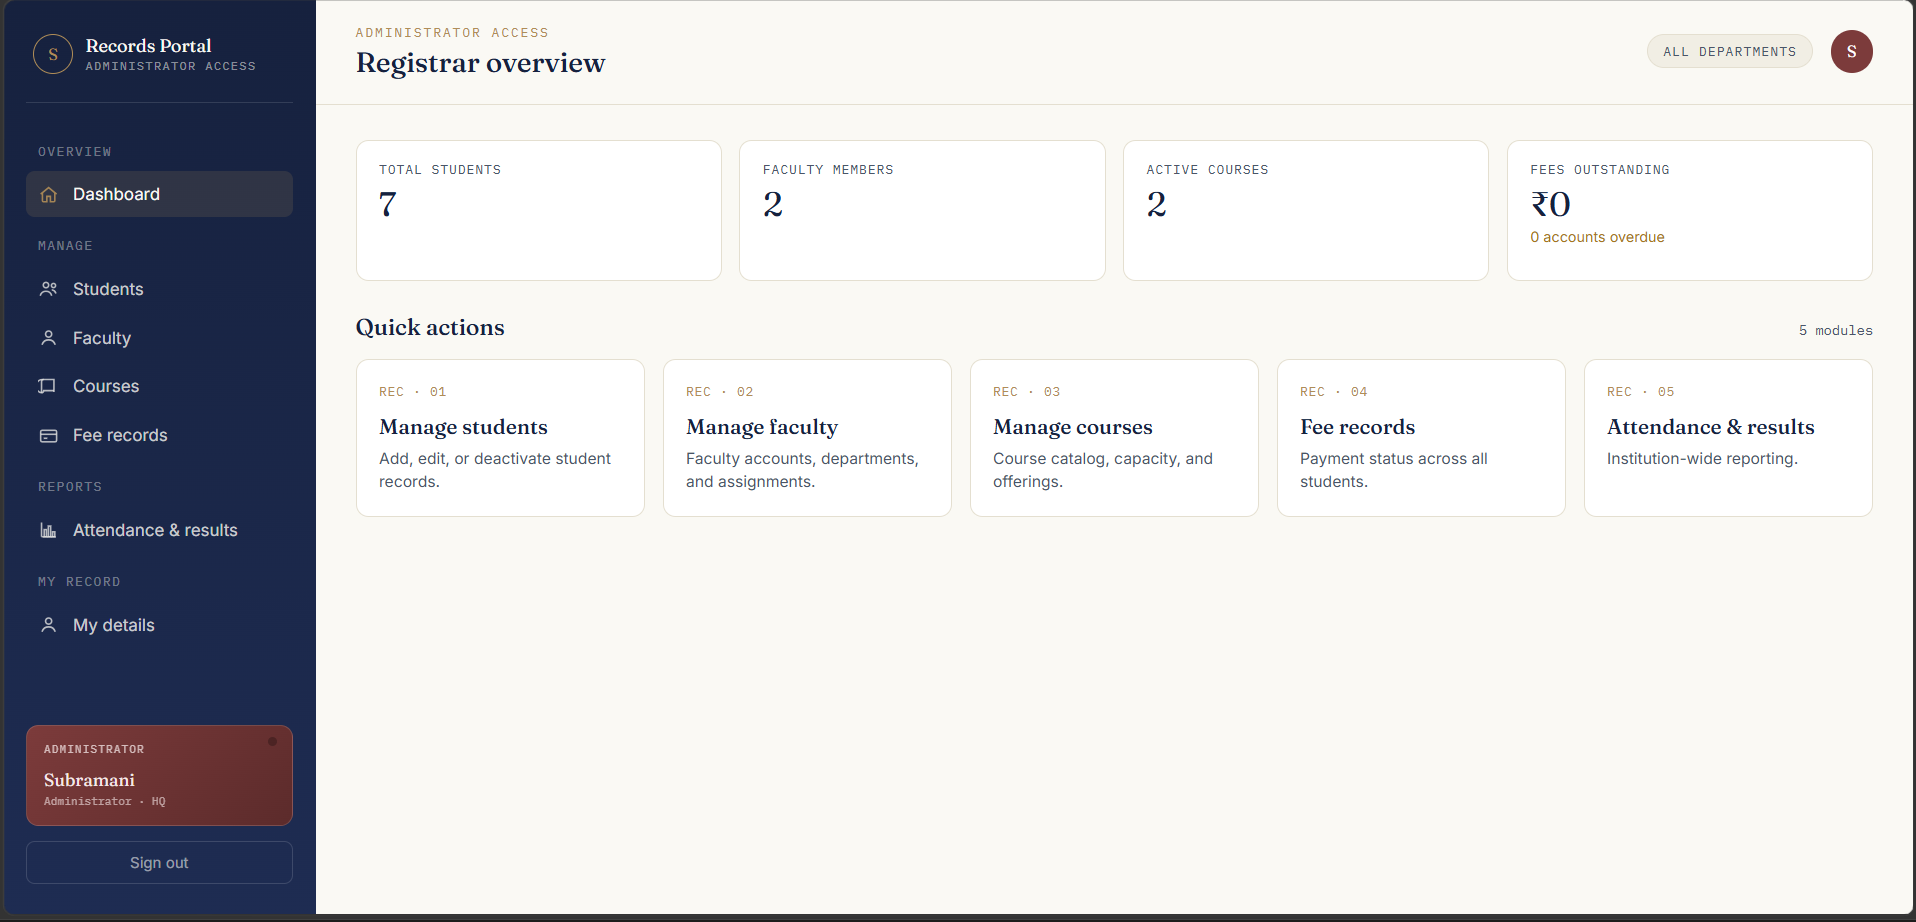 S
Records Portal
ADMINISTRATOR ACCESS
OVERVIEW
Dashboard
MANAGE
Students
Faculty
Courses
Fee records
REPORTS
Attendance & results
MY RECORD
My details
ADMINISTRATOR
Subramani
Administrator · HQ
Sign out
ADMINISTRATOR ACCESS
Registrar overview
ALL DEPARTMENTS
S
TOTAL STUDENTS
7
FACULTY MEMBERS
2
ACTIVE COURSES
2
FEES OUTSTANDING
₹0
0 accounts overdue
Quick actions
5 modules
REC · 01
Manage students
Add, edit, or deactivate student
records.
REC · 02
Manage faculty
Faculty accounts, departments,
and assignments.
REC · 03
Manage courses
Course catalog, capacity, and
offerings.
REC · 04
Fee records
Payment status across all
students.
REC · 05
Attendance & results
Institution-wide reporting.